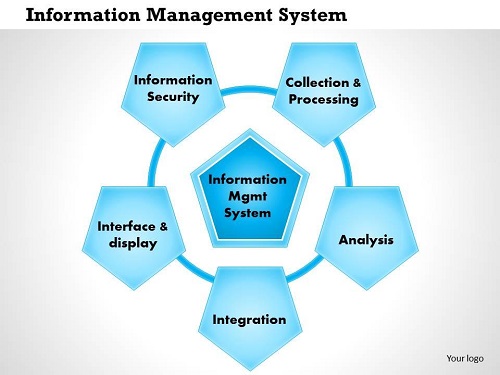 Information Management System
Information
Security
Collection &
Processing
Information
Mgmt
System
Interface &
display
Analysis
Integration
Your logo